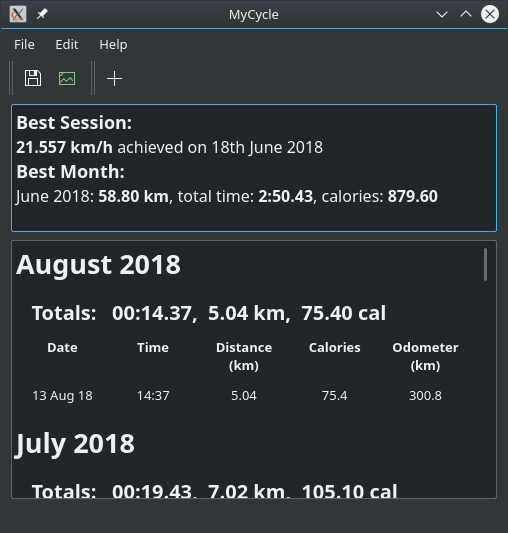 MyCycle
File Edit Help
Best Session:
21.557 km/h achieved on 18th June 2018
Best Month:
June 2018: 58.80 km, total time: 2:50.43, calories: 879.60
August 2018
Totals: 00:14.37, 5.04 km, 75.40 cal
Date Time Distance (km) Calories Odometer (km)
13 Aug 18 14:37 5.04 75.4 300.8
July 2018
Totals: 00:19.43, 7.02 km, 105.10 cal